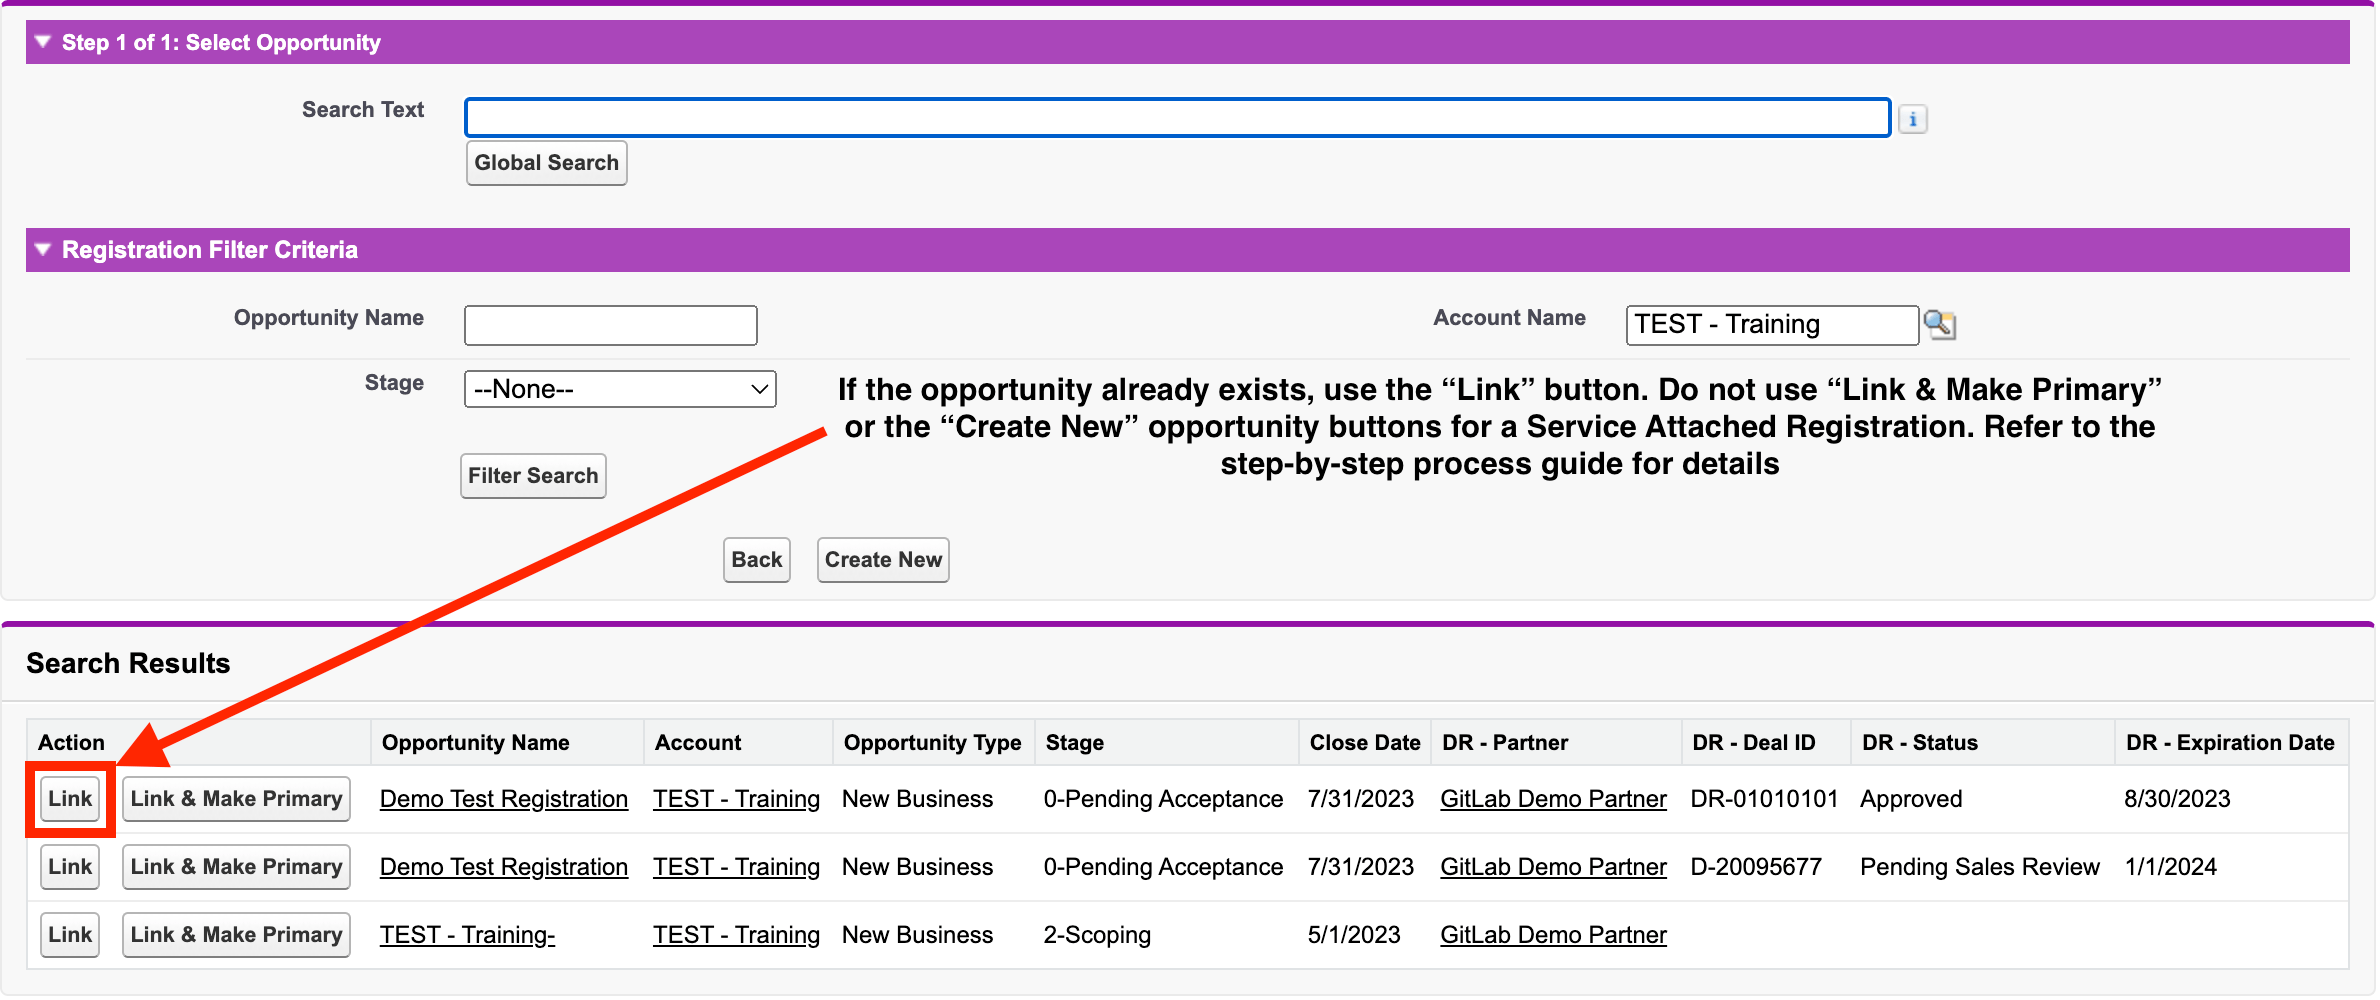 Step 1 of 1: Select Opportunity
Search Text
i
Global Search
Registration Filter Criteria
Opportunity Name
Account Name TEST - Training
Stage --None--
If the opportunity already exists, use the “Link” button. Do not use “Link & Make Primary”
or the “Create New” opportunity buttons for a Service Attached Registration. Refer to the
step-by-step process guide for details
Filter Search
Back Create New
Search Results
Action Opportunity Name Account Opportunity Type Stage Close Date DR - Partner DR - Deal ID DR - Status DR - Expiration Date
Link Link & Make Primary Demo Test Registration TEST - Training New Business 0-Pending Acceptance 7/31/2023 GitLab Demo Partner DR-01010101 Approved 8/30/2023
Link Link & Make Primary Demo Test Registration TEST - Training New Business 0-Pending Acceptance 7/31/2023 GitLab Demo Partner D-20095677 Pending Sales Review 1/1/2024
Link Link & Make Primary TEST - Training- TEST - Training New Business 2-Scoping 5/1/2023 GitLab Demo Partner